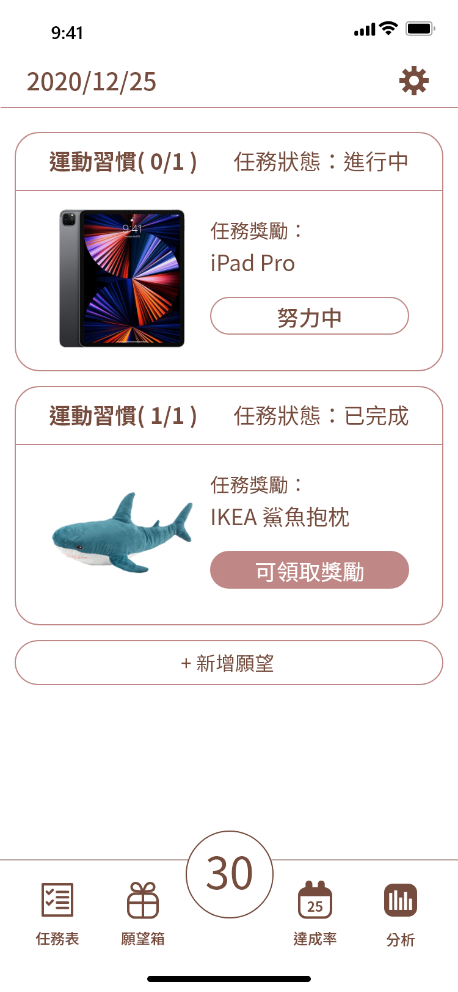 9:41
2020/12/25
運動習慣( 0/1 ) 任務狀態：進行中
9:41
任務獎勵：
iPad Pro
努力中
運動習慣( 1/1 ) 任務狀態：已完成
任務獎勵：
IKEA 鯊魚抱枕
可領取獎勵
+ 新增願望
30
25
任務表 願望箱 達成率 分析